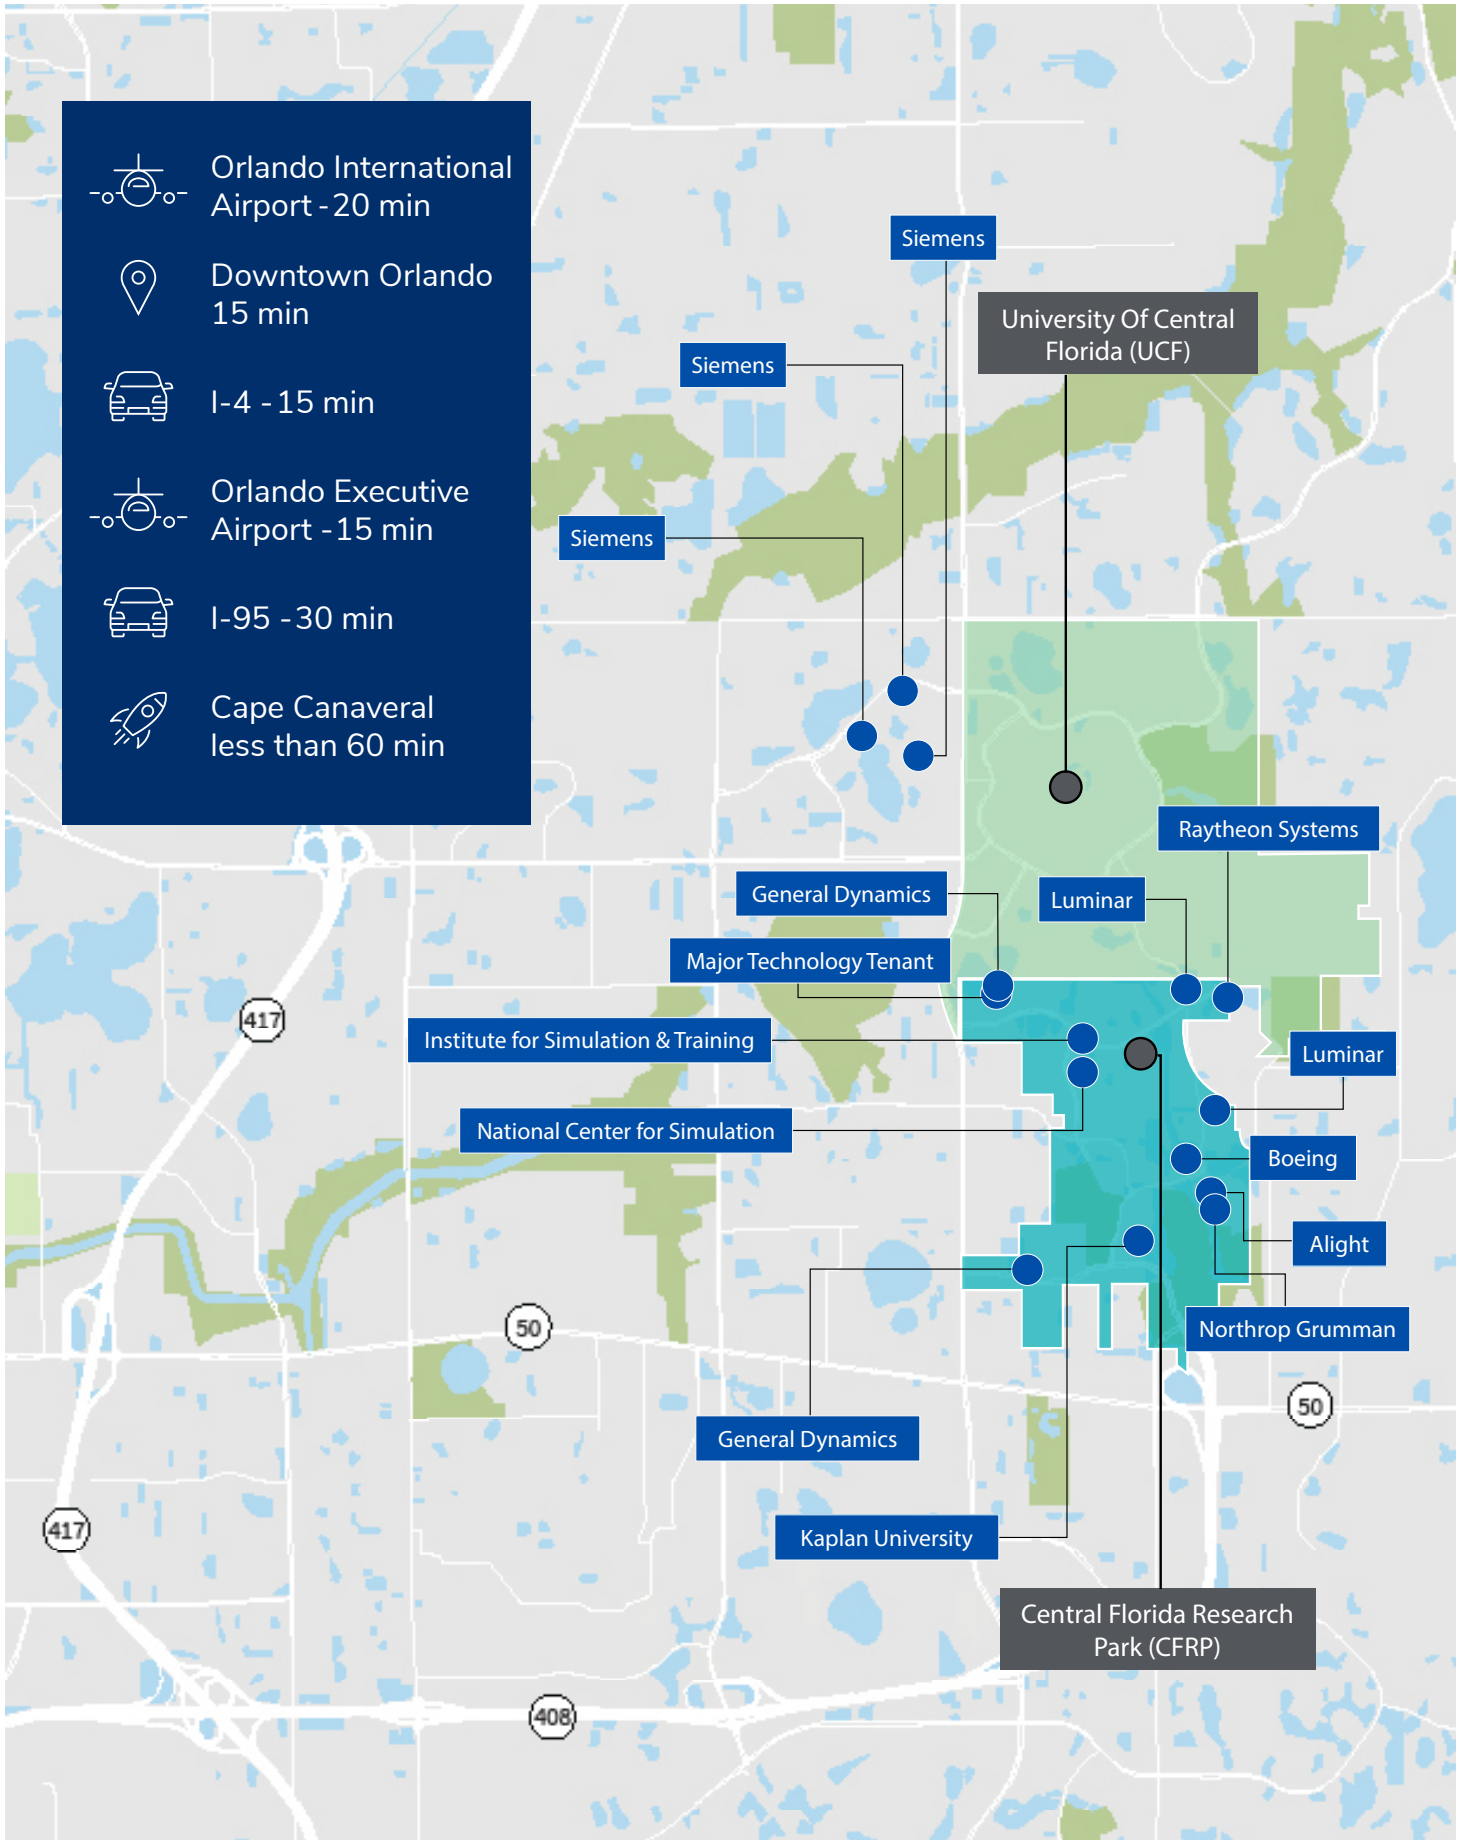 Orlando International
Airport - 20 min
Downtown Orlando
15 min
I-4 - 15 min
Orlando Executive
Airport - 15 min
I-95 - 30 min
Cape Canaveral
less than 60 min
Siemens
University Of Central
Florida (UCF)
Siemens
Siemens
Raytheon Systems
General Dynamics
Luminar
Major Technology Tenant
417
Institute for Simulation & Training
Luminar
National Center for Simulation
Boeing
Alight
50
Northrop Grumman
50
General Dynamics
417
Kaplan University
Central Florida Research
Park (CFRP)
408